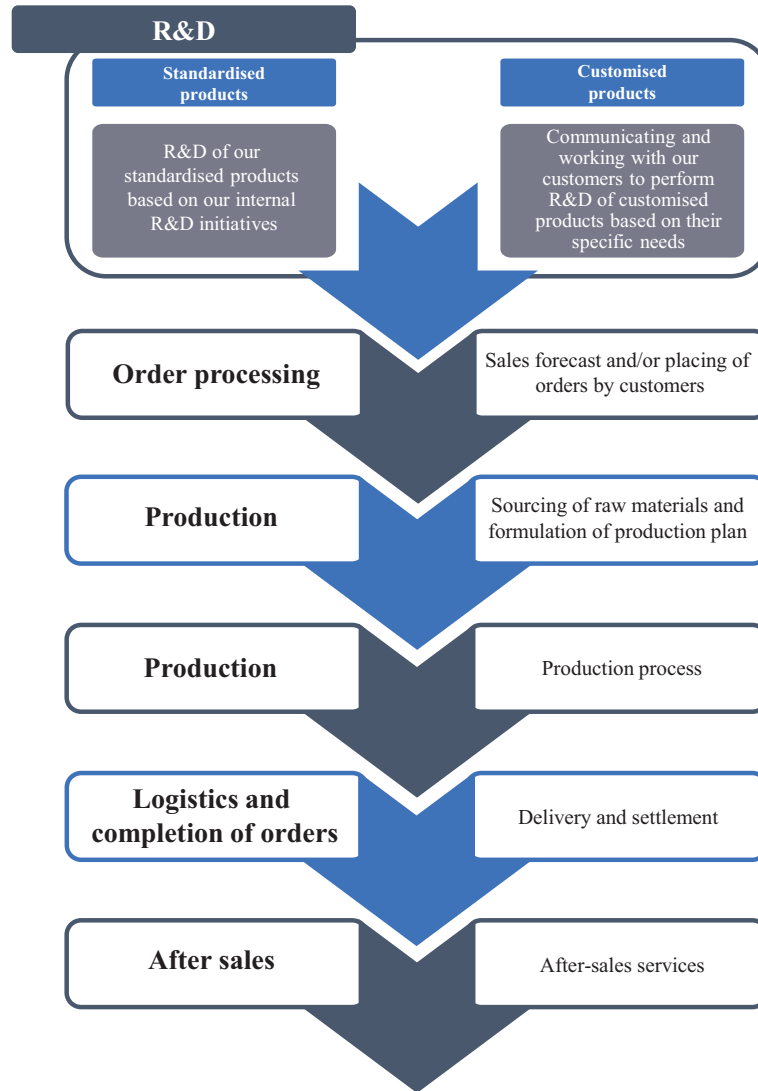 R&D
Standardised
products
R&D of our
standardised products
based on our internal
R&D initiatives
Customised
products
Communicating and
working with our
customers to perform
R&D of customised
products based on their
specific needs
Order processing
Sales forecast and/or placing of
orders by customers
Production
Sourcing of raw materials and
formulation of production plan
Production
Production process
Logistics and
completion of orders
Delivery and settlement
After sales
After-sales services